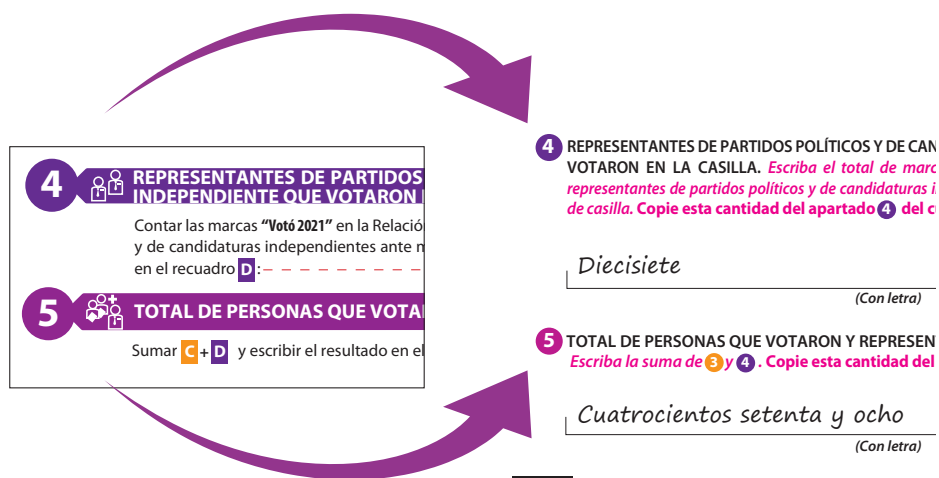 4 REPRESENTANTES DE PARTIDOS
INDEPENDIENTE QUE VOTARON
Contar las marcas “Votó 2021” en la Relació
y de candidaturas independientes ante
en el recuadro D:
5 TOTAL DE PERSONAS QUE VOTA
Sumar C + D y escribir el resultado en el
4 REPRESENTANTES DE PARTIDOS POLÍTICOS Y DE CAN
VOTARON EN LA CASILLA. Escriba el total de marc
representantes de partidos políticos y de candidaturas i
de casilla. Copie esta cantidad del apartado 4 del c
Diecisiete
(Con letra)
5 TOTAL DE PERSONAS QUE VOTARON Y REPRESEN
Escriba la suma de 3 y 4. Copie esta cantidad del
Cuatrocientos setenta y ocho
(Con letra)